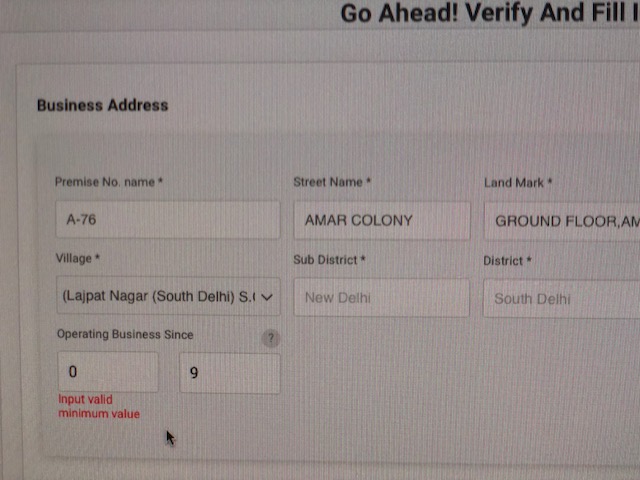 Go Ahead! Verify And Fill
Business Address
Premise No. name * Street Name * Land Mark *
A-76 AMAR COLONY GROUND FLOOR,AM
Village * Sub District * District *
(Lajpat Nagar (South Delhi) S. New Delhi South Delhi
Operating Business Since ?
0 9
Input valid
minimum value